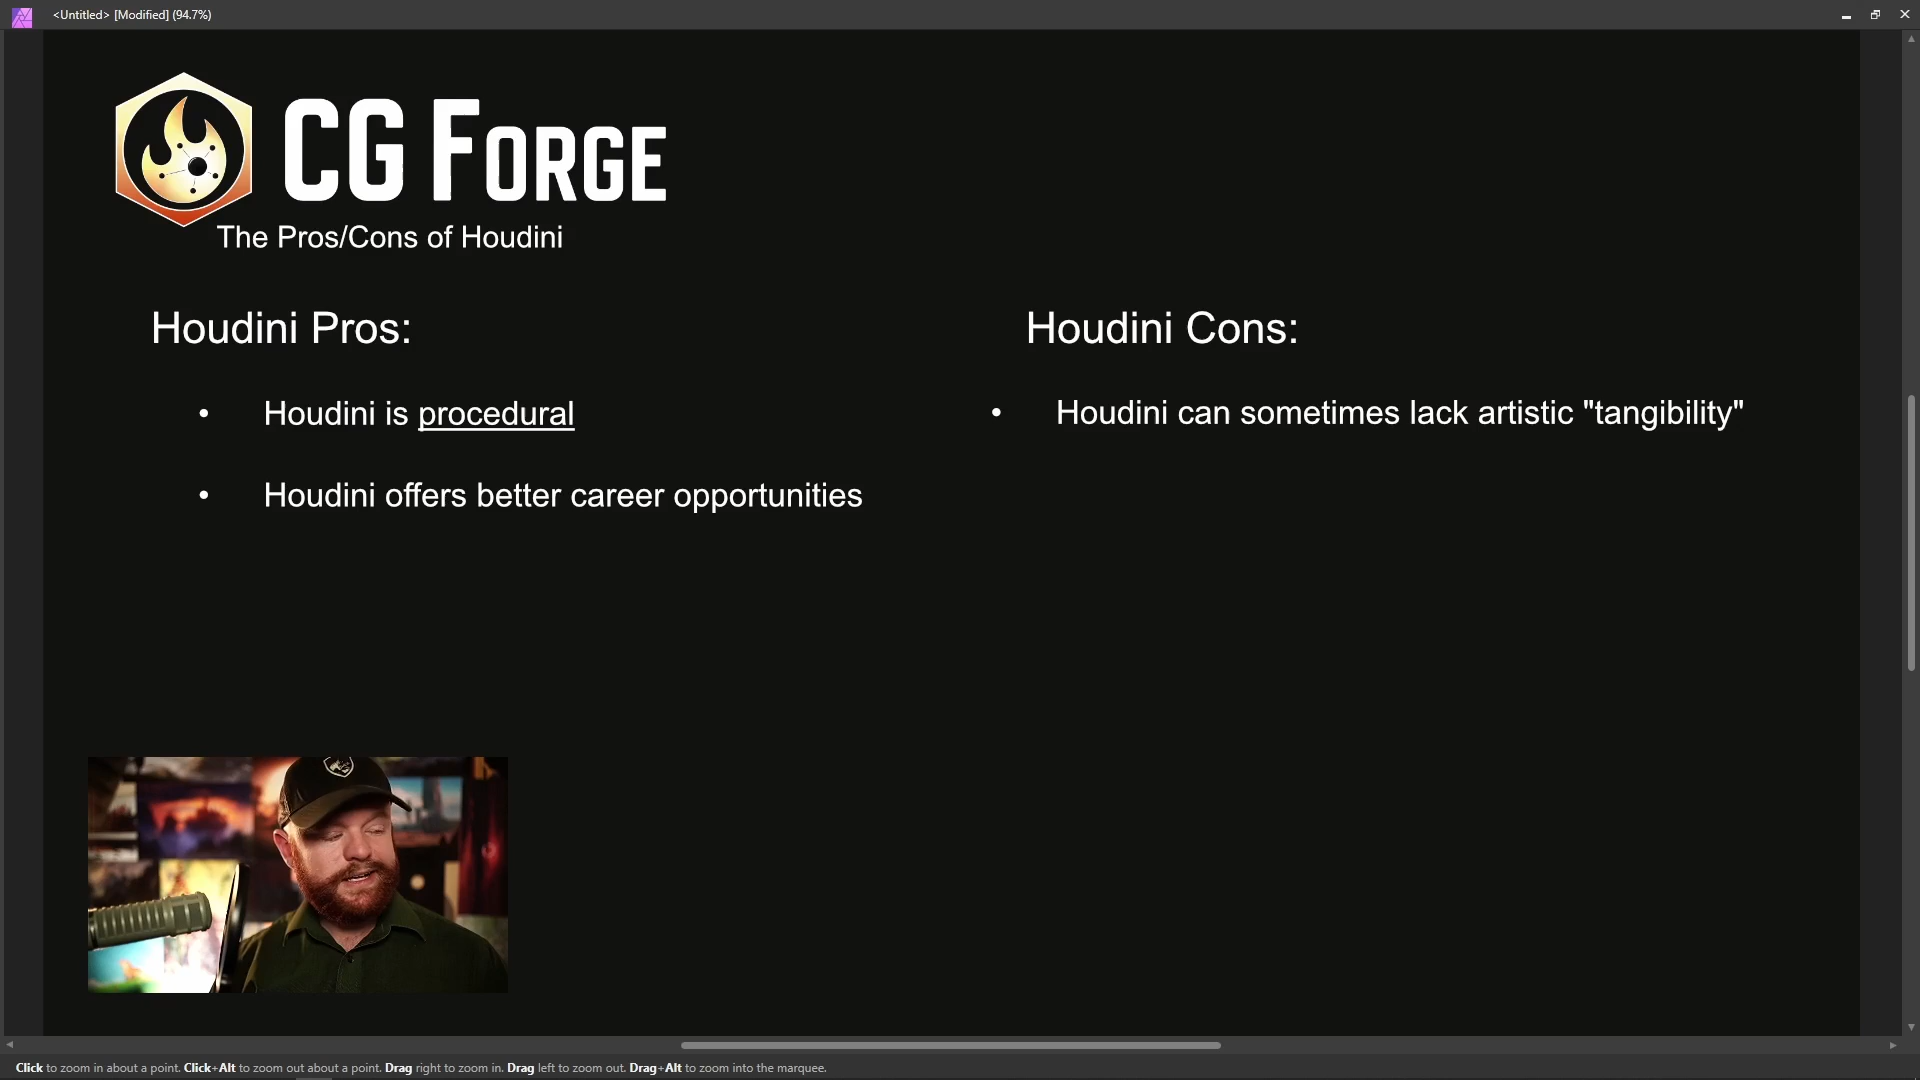 <Untitled> [Modified] (94.7%)
CG FORGE
The Pros/Cons of Houdini
Houdini Pros:
• Houdini is procedural
• Houdini offers better career opportunities
Houdini Cons:
• Houdini can sometimes lack artistic "tangibility"
Click to zoom in about a point. Click+Alt to zoom out about a point. Drag right to zoom in. Drag left to zoom out. Drag+Alt to zoom into the marquee.